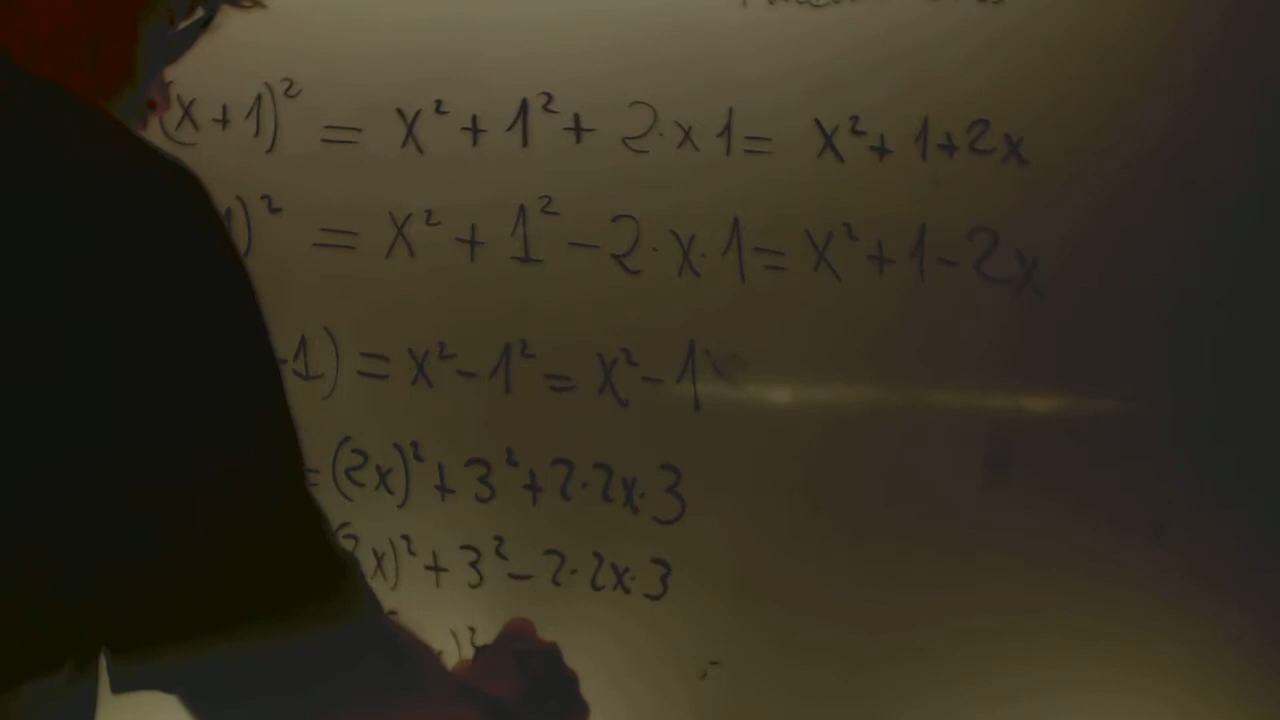 (x+1)² = x² + 1² + 2·x 1 = x² + 1 + 2x
)² = x² + 1² - 2·x·1 = x² + 1 - 2x
-1) = x² - 1² = x² - 1
= (2x)² + 3² + 2·2x·3
x)² + 3² - 2·2x·3
)²